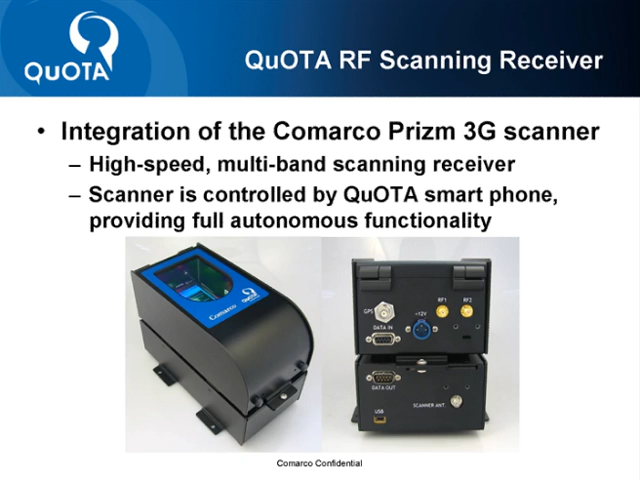 QUOTA
QuOTA RF Scanning Receiver
• Integration of the Comarco Prizm 3G scanner
– High-speed, multi-band scanning receiver
– Scanner is controlled by QuOTA smart phone,
providing full autonomous functionality
Comarco
QUOTA
GPS
+12V
RF1
RF2
DATA IN
DATA OUT
SCANNER ANT.
USB
Comarco Confidential